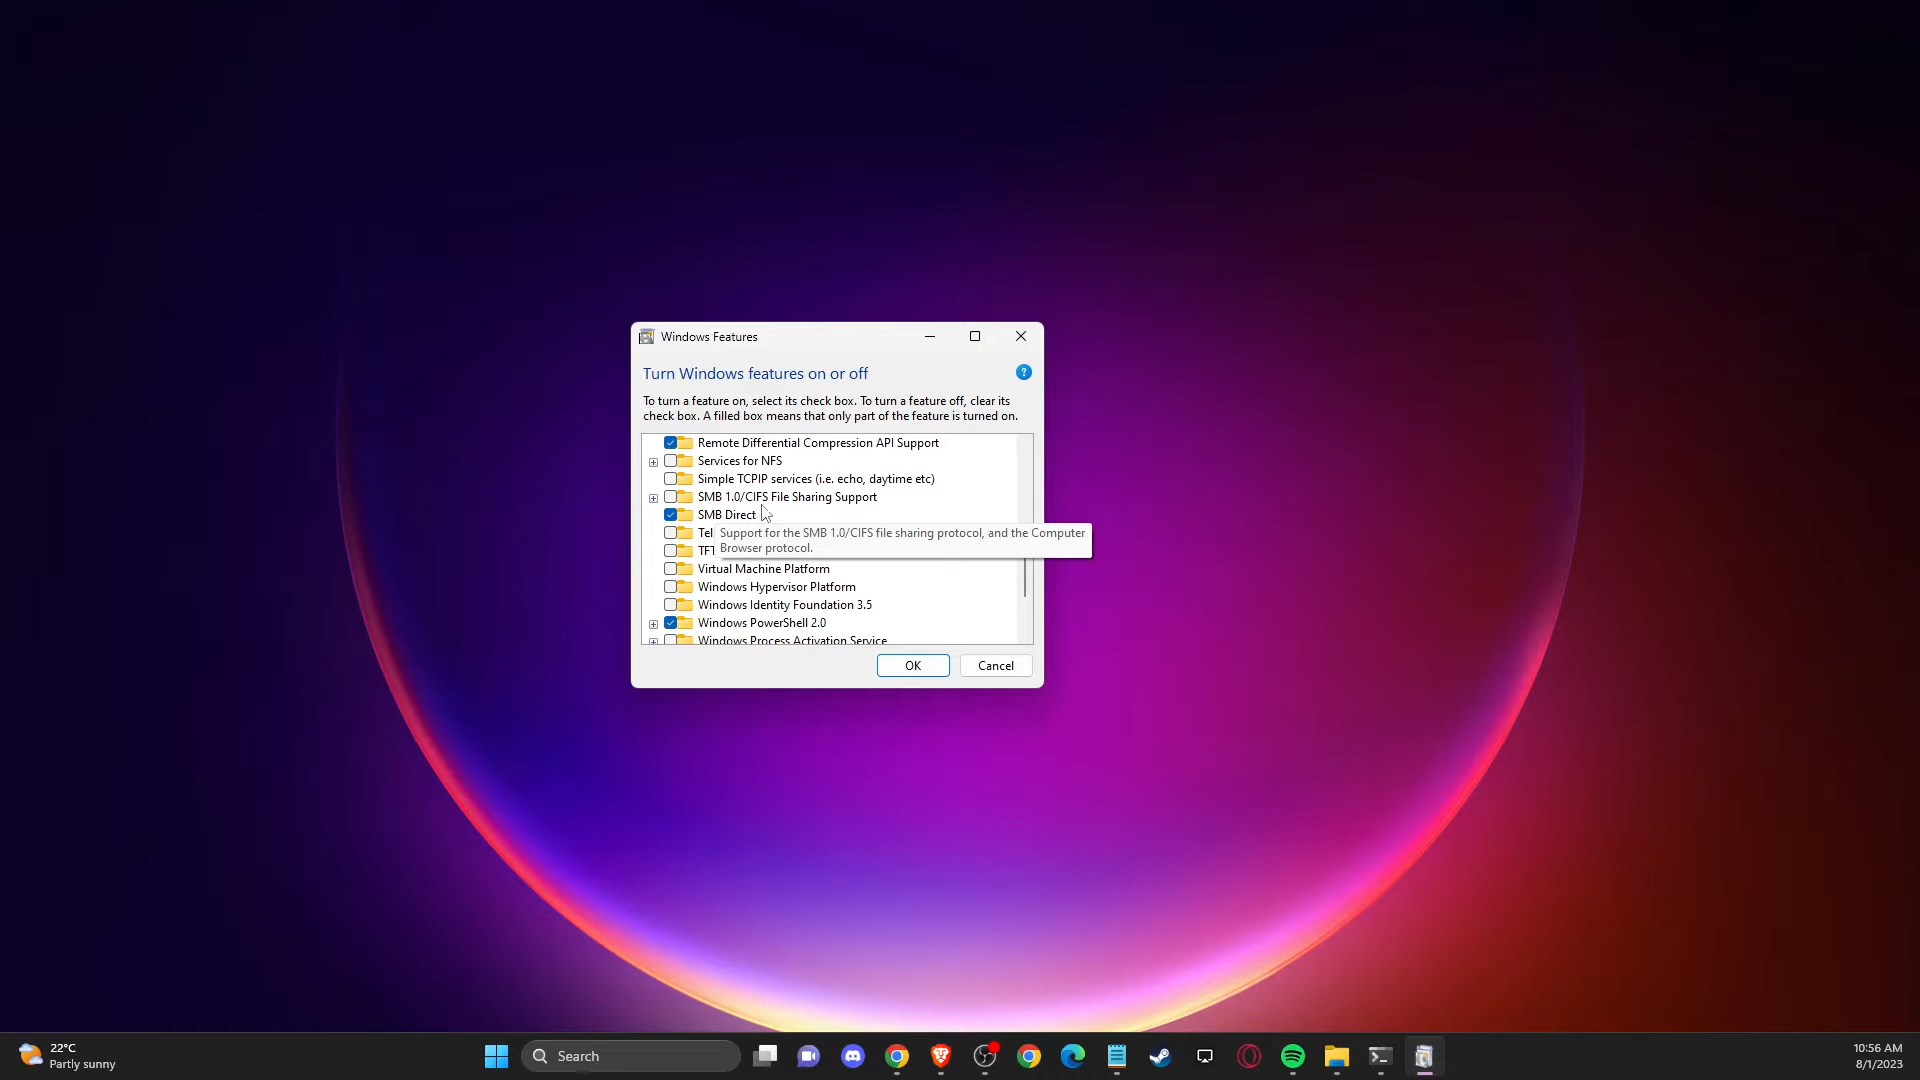 Windows Features
Turn Windows features on or off
?
To turn a feature on, select its check box. To turn a feature off, clear its
check box. A filled box means that only part of the feature is turned on.
Remote Differential Compression API Support
Services for NFS
Simple TCPIP services (i.e. echo, daytime etc)
SMB 1.0/CIFS File Sharing Support
SMB Direct
Tel
Support for the SMB 1.0/CIFS file sharing protocol, and the Computer
Browser protocol.
TFT
Virtual Machine Platform
Windows Hypervisor Platform
Windows Identity Foundation 3.5
Windows PowerShell 2.0
Windows Process Activation Service
OK
Cancel
22°C
Partly sunny
Search
10:56 AM
8/1/2023